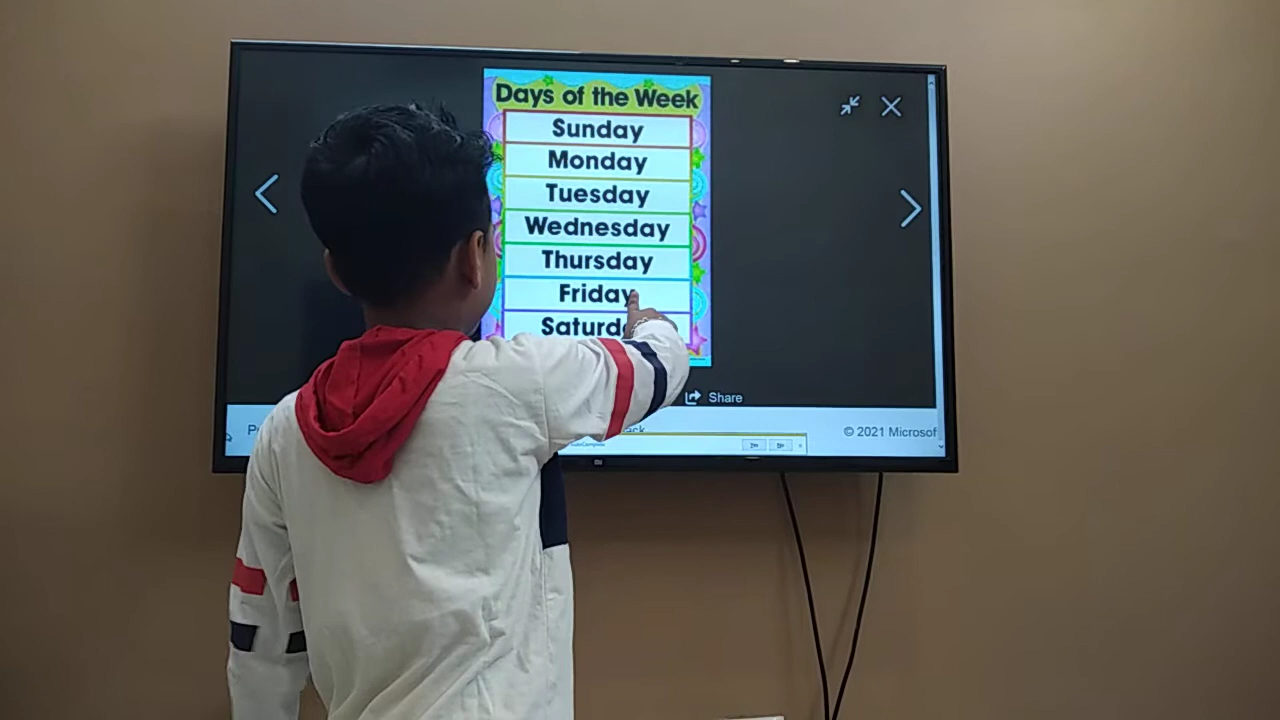 Days of the Week
Sunday
Monday
Tuesday
Wednesday
Thursday
Friday
Share
© 2021 Microsof